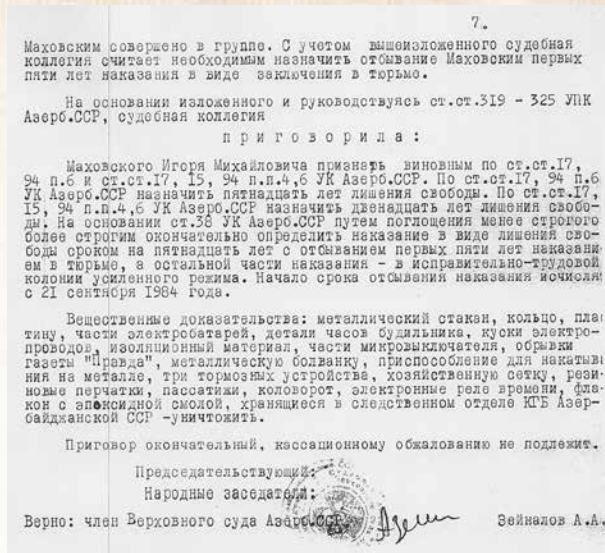 7.
Маховским совершено в группе. С учетом вышеизложенного судебная
коллегия считает необходимым назначить отбывание Маховским первых
пяти лет наказания в виде заключения в тюрьме.
На основании изложенного и руководствуясь ст.ст.319 - 325 УПК
Азерб.ССР, судебная коллегия
приговорила:
Маховского Игоря Михайловича признать виновным по ст.ст.17,
94 п.6 и ст.ст.17, 15, 94 п.п.4,6 УК Азерб.ССР. По ст.ст.17, 94 п.6
УК Азерб.ССР назначить пятнадцать лет лишения свободы. По ст.ст.17,
15, 94 п.п.4,6 УК Азерб.ССР назначить двенадцать лет лишения свобо-
ды. На основании ст.38 УК Азерб.ССР путем поглощения менее строгого
более строгим окончательно определить наказание в виде лишения сво-
боды сроком на пятнадцать лет с отбыванием первых пяти лет наказани
ем в тюрьме, а остальной части наказания - в исправительно-трудовой
колонии усиленного режима. Начало срока отбывания наказания исчисля
с 21 сентября 1984 года.
Вещественные доказательства: металлический стакан, кольцо, плас
тину, части электробатарей, детали часов будильника, куски электро-
проводов, изоляционный материал, части микровыключателя, обрывки
газеты "Правда", металлическую болванку, приспособление для накатыва
ния на металле, три тормозных устройства, хозяйственную сетку, рези-
новые перчатки, пассатижи, коловорот, электронные реле времени, фла-
кон с эпоксидной смолой, хранящиеся в следственном отделе КГБ Азер-
байджанской ССР -уничтожить.
Приговор окончательный, кассационному обжалованию не подлежит.
Председательствующий:
Народные заседатели:
Верно: член Верховного суда Азерб.ССР Зейналов А.А.